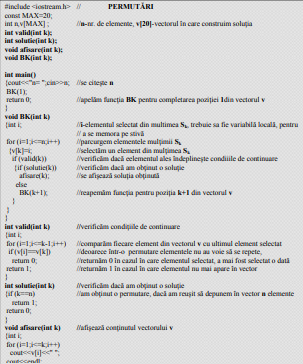 #include <iostream.h> // PERMUTĂRI
const MAX=20;
int n,v[MAX] ; //n-nr. de elemente, v[20]-vectorul în care construim soluția
int valid(int k);
int solutie(int k);
void afisare(int k);
void BK(int k);
int main()
{cout<<"n= ";cin>>n; //se citește n
BK(1);
return 0; //apelăm funcția BK pentru completarea poziției 1din vectorul v
}
void BK(int k)
{int i; //i-elementul selectat din multimea Sk, trebuie sa fie variabilă locala, pentru
// a se memora pe stivă
for (i=1;i<=n;i++) //parcurgem elementele mulțimii Sk
{v[k]=i; //selectăm un element din mulțimea Sk
if (valid(k)) //verificăm dacă eelementul ales îndeplinește condițiile de continuare
{if (solutie(k)) //verificăm dacă am obținut o soluție
afisare(k); //se afișează soluția obținută
else
BK(k+1); //reapemăm funcția pentru poziția k+1 din vectorul v
}
}
}
int valid(int k) //verificăm condițiile de continuare
{int i;
for (i=1;i<=k-1;i++) //comparăm fiecare element din vectorul v cu ultimul element selectat
if (v[i]==v[k]) //deoarece într-o permutare elementele nu au voie să se repete,
return 0; //returnăm 0 în cazul în care elementul selectat, a mai fost selectat o dată
return 1; //returnăm 1 în cazul în care elementul nu mai apare în vector
}
int solutie(int k) //verificăm dacă am obținut o soluție
{if (k==n) //am obținut o permutare, dacă am reușit să depunem în vector n elemente
return 1;
return 0;
}
void afisare(int k) //afișează conținutul vectorului v
{int i;
for (i=1;i<=k;i++)
cout<<v[i]<<" ";
cout<<endl;